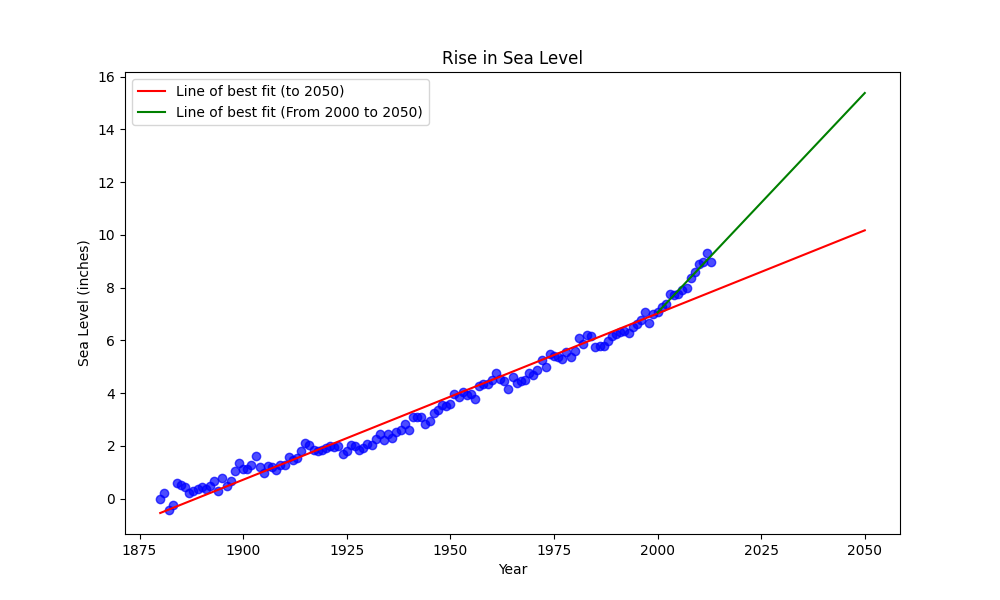 Rise in Sea Level
Line of best fit (to 2050)
Line of best fit (From 2000 to 2050)
Sea Level (inches)
16
14
12
10
8
6
4
2
0
1875 1900 1925 1950 1975 2000 2025 2050
Year